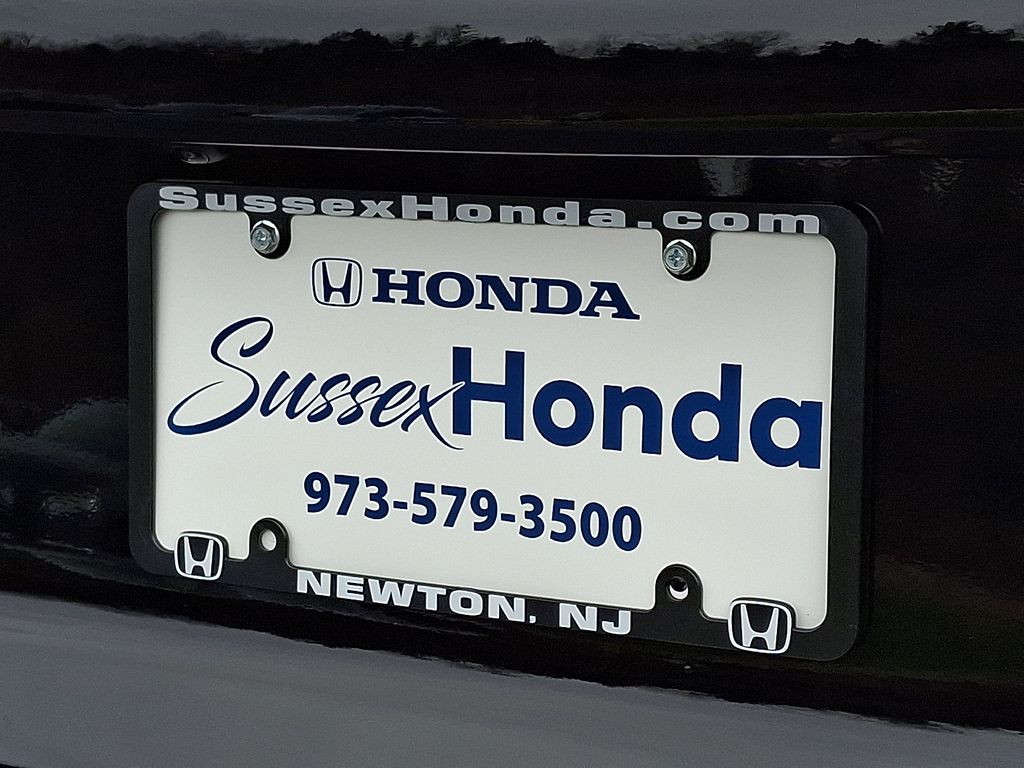 SussexHonda.com
HONDA
SussexHonda
973-579-3500
NEWTON, NJ